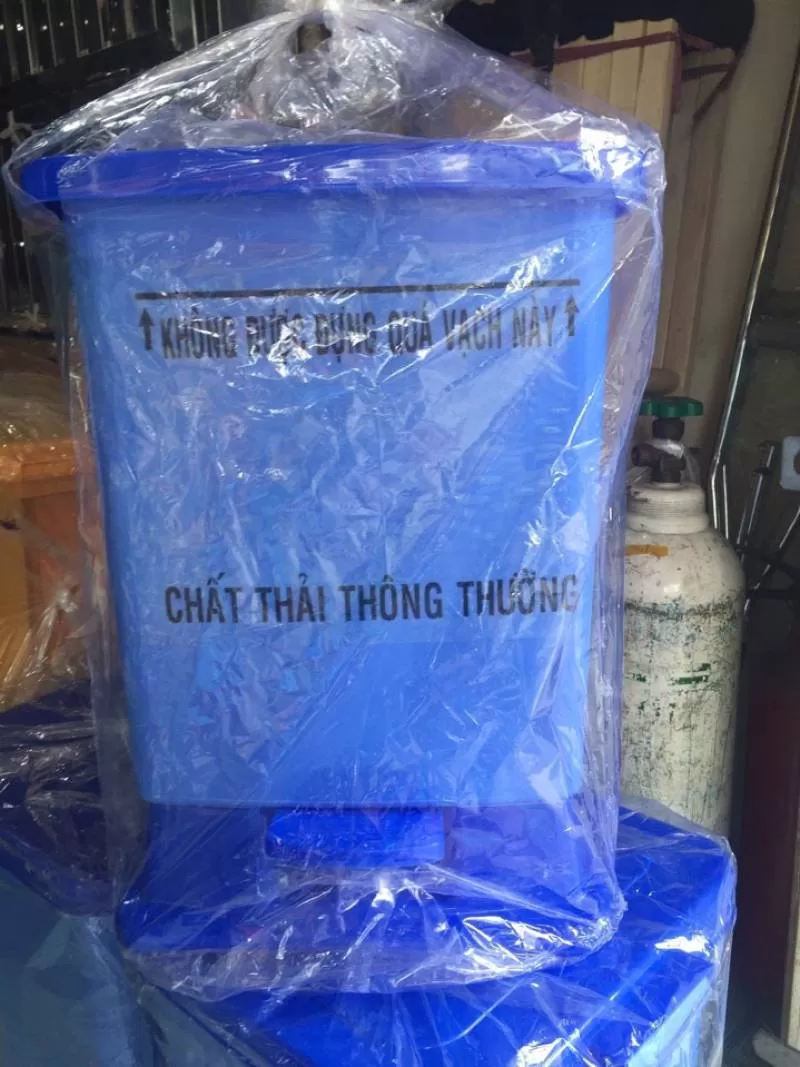 ↑ KHÔNG ĐƯỢC ĐỰNG QUÁ VẠCH NÀY ↑
CHẤT THẢI THÔNG THƯỜNG